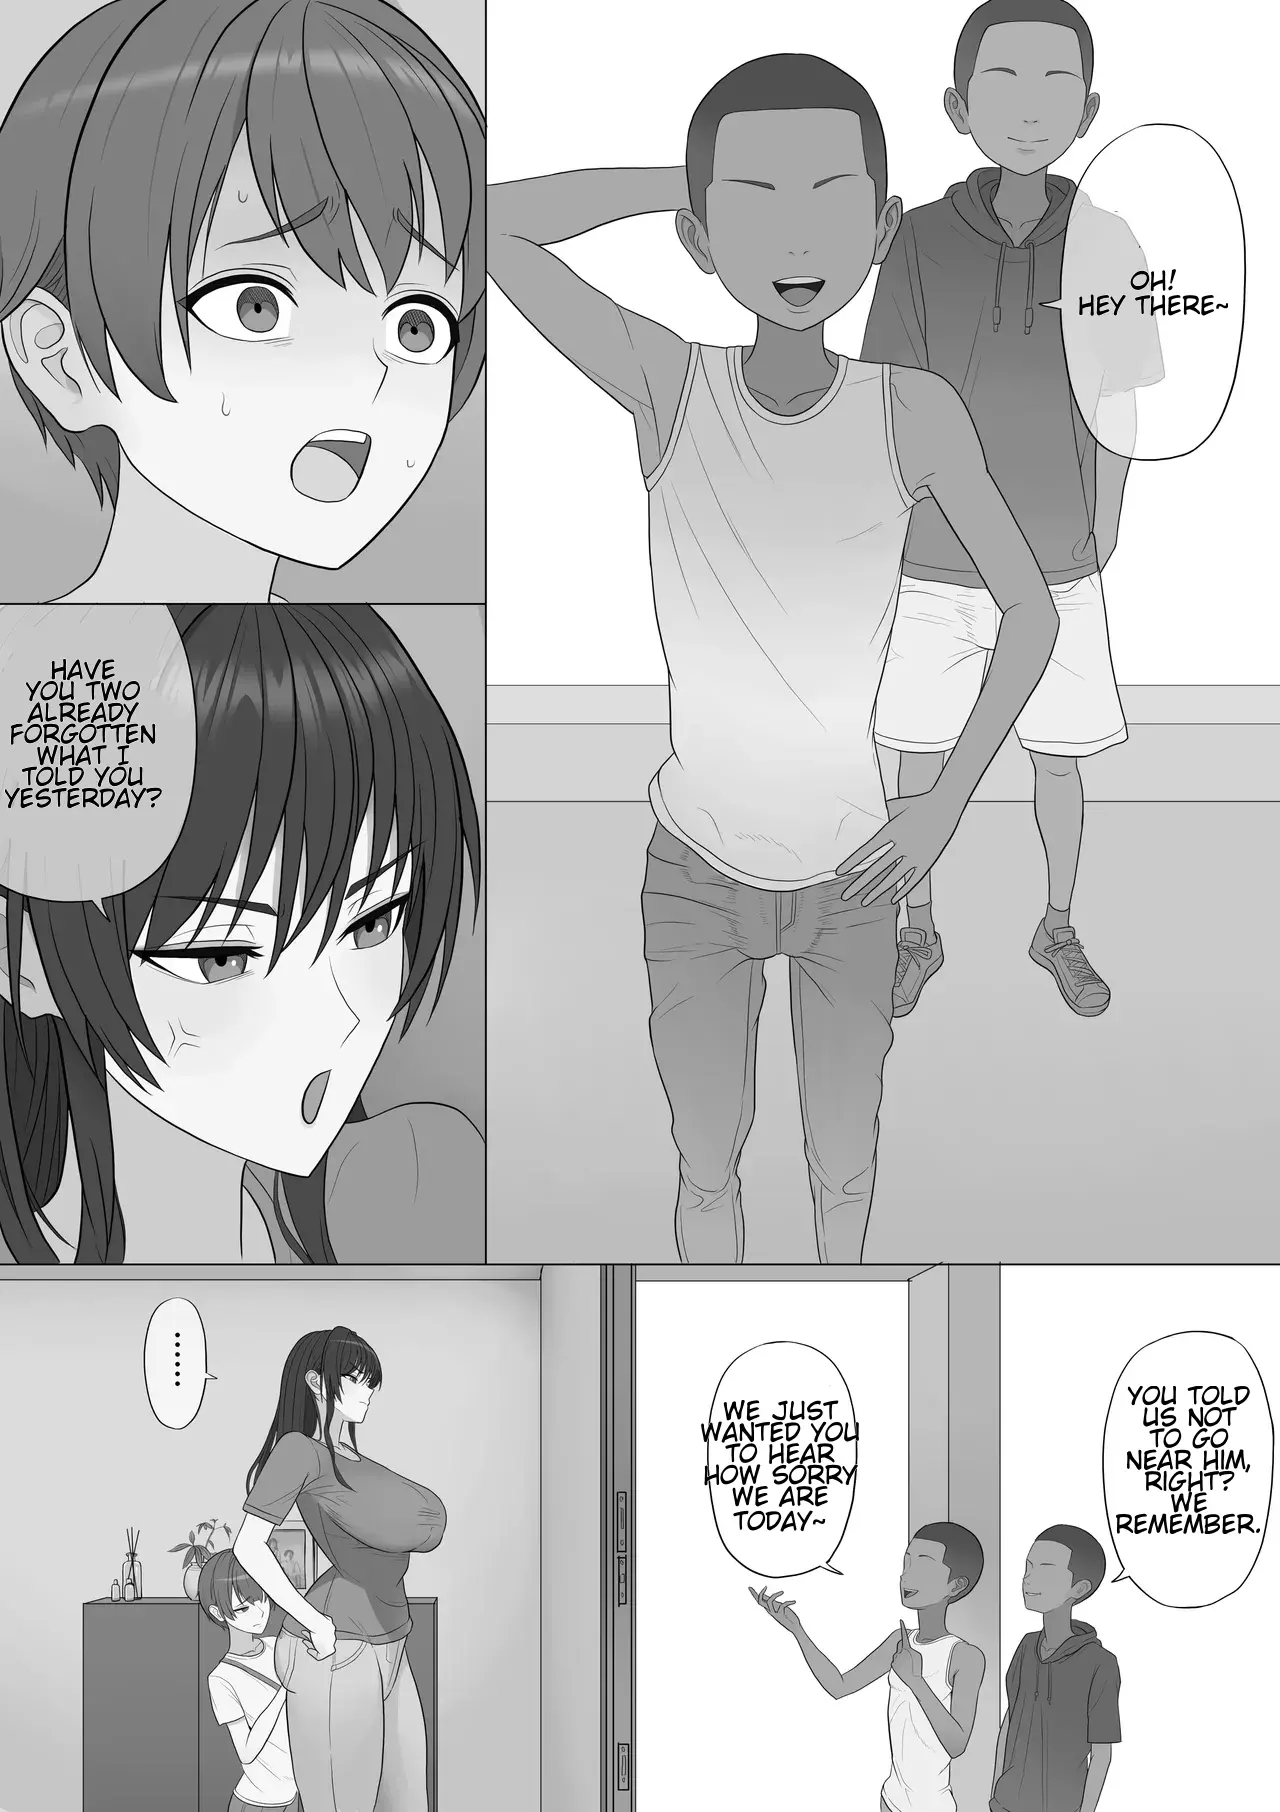 OH!
HEY THERE~
HAVE
YOU TWO
ALREADY
FORGOTTEN
WHAT I
TOLD YOU
YESTERDAY?
YOU TOLD
US NOT
TO GO
NEAR HIM,
RIGHT?
WE
REMEMBER.
WE JUST
WANTED YOU
TO HEAR
HOW SORRY
WE ARE
TODAY~
......